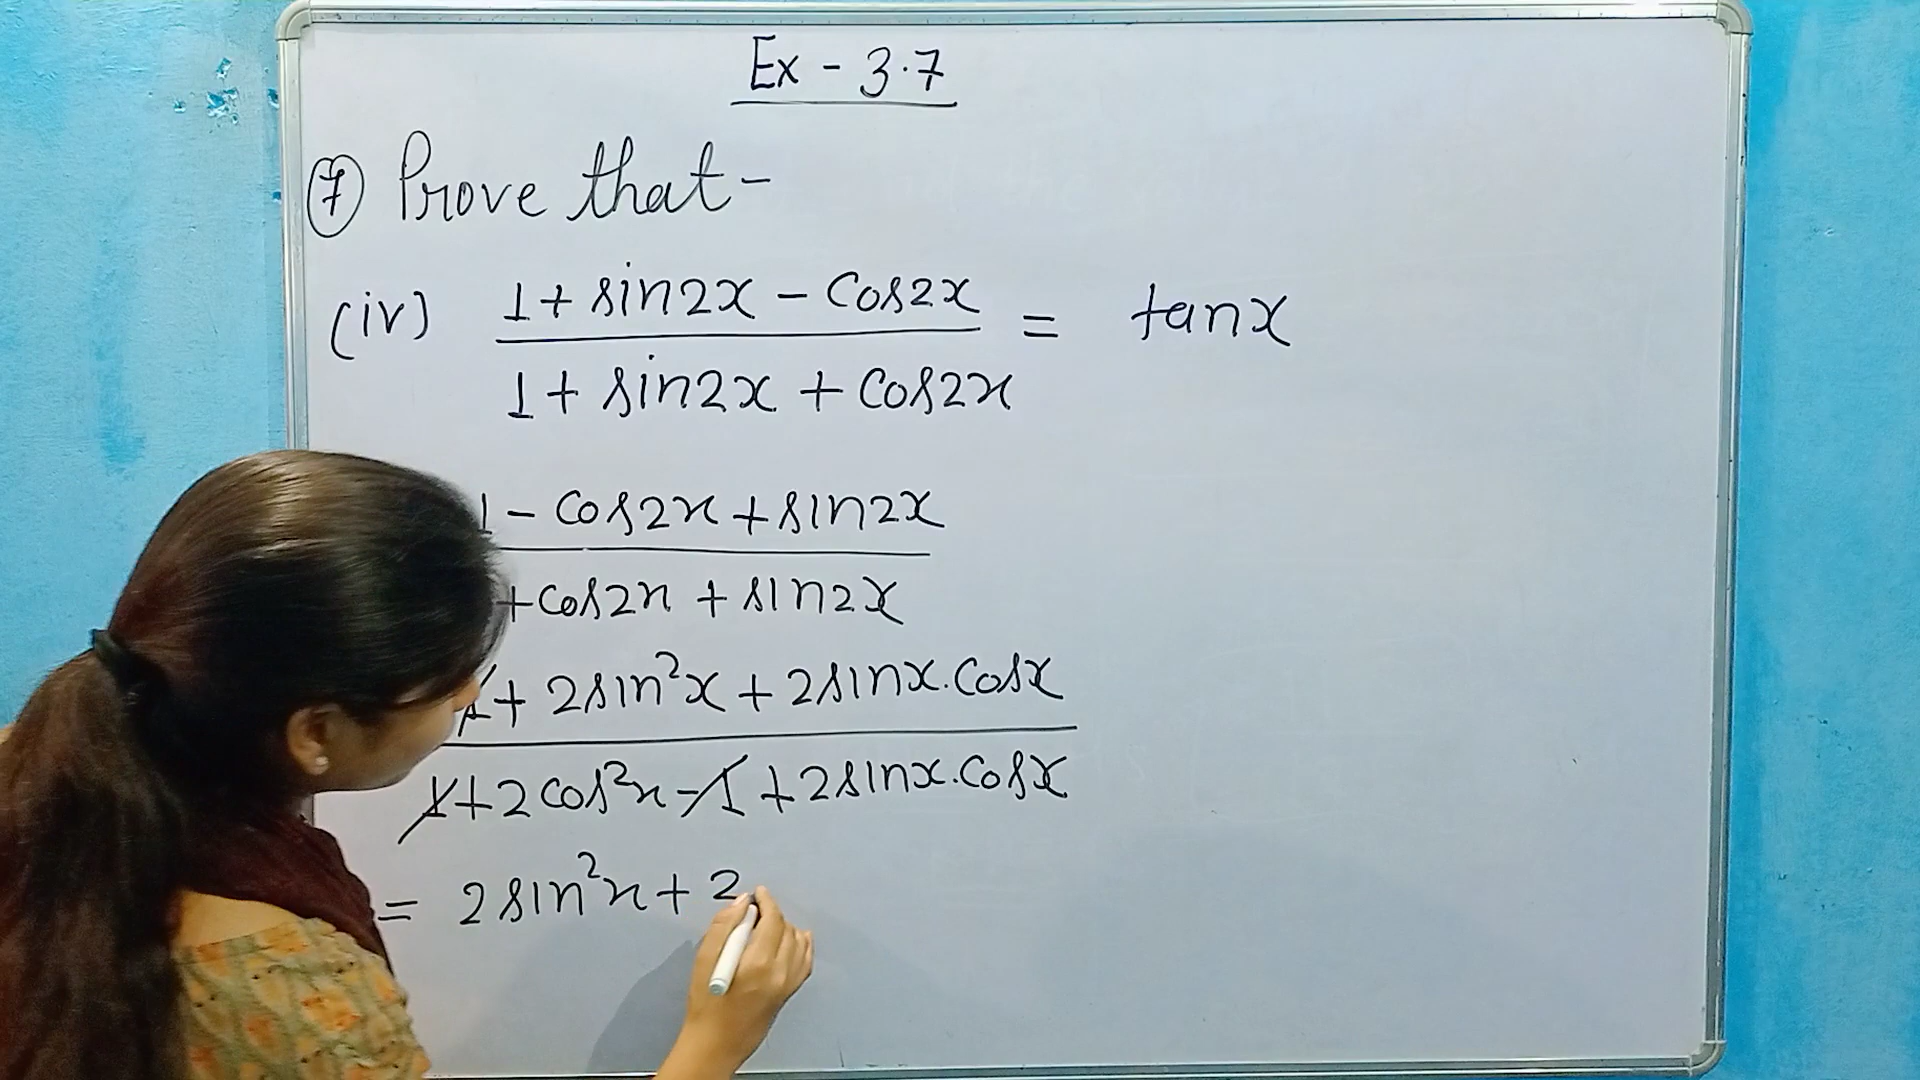 Ex - 3.7
⑦ Prove that -
(iv) 1 + sin2x - Cos2x = tanx
1 + sin2x + Cos2x
1 - Cos2x + sin2x
+ cos2x + sin2x
1 + 2sin²x + 2sinx.Cosx
1 + 2cos²x - 1 + 2sinx.Cosx
= 2sin²x + 2